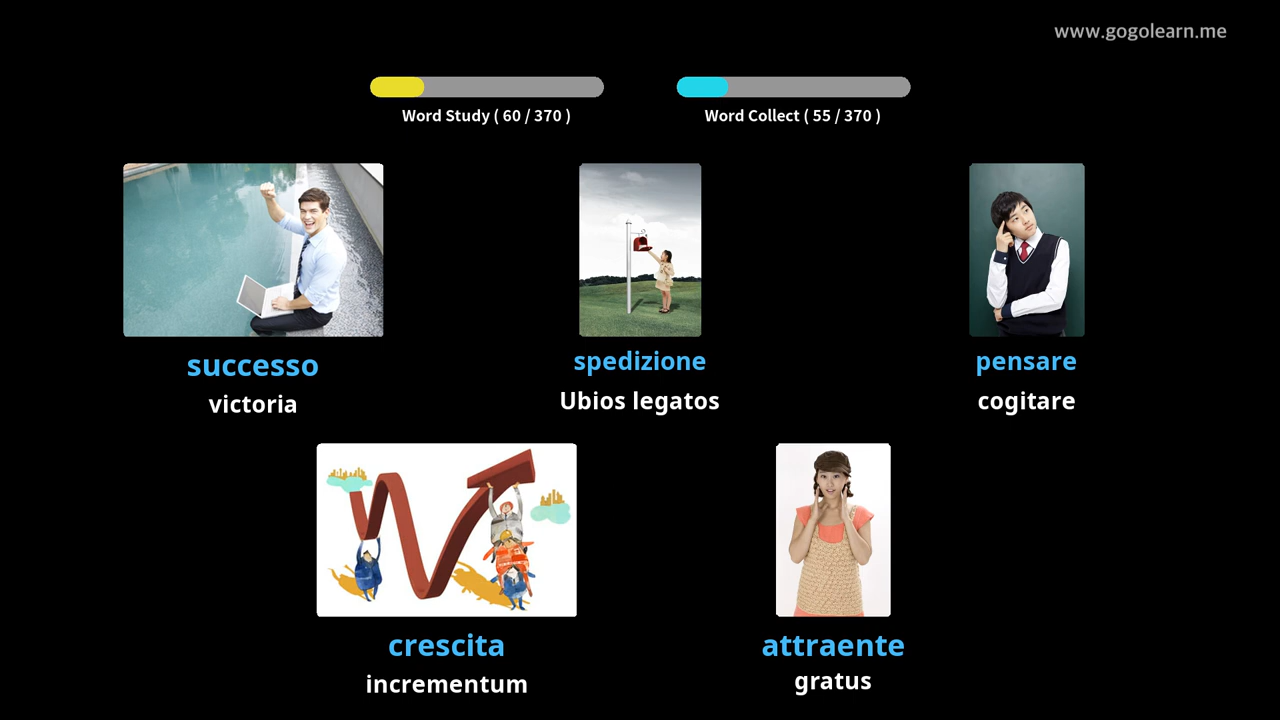 www.gogolearn.me
Word Study ( 60 / 370 )
Word Collect ( 55 / 370 )
successo
victoria
spedizione
Ubios legatos
pensare
cogitare
crescita
incrementum
attraente
gratus